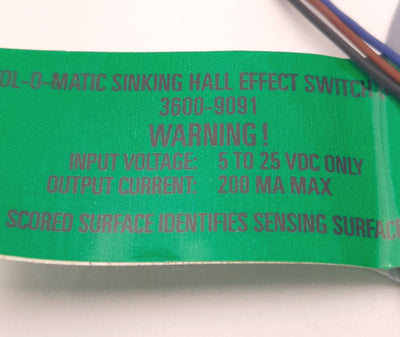 OL-O-MATIC SINKING HALL EFFECT SWITCH
3600-9091
WARNING!
INPUT VOLTAGE: 5 TO 25 VDC ONLY
OUTPUT CURRENT: 200 MA MAX
SCORED SURFACE IDENTIFIES SENSING SURFAC